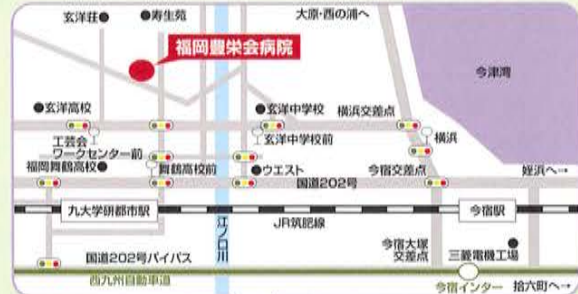 玄洋荘
寿生苑
大原・西の浦へ
福岡豊栄会病院
今津湾
玄洋高校
玄洋中学校
横浜交差点
工芸会
ワークセンター前
玄洋中学校前
横浜
福岡舞鶴高校
舞鶴高校前
ウエスト
今宿交差点
姪浜へ→
国道202号
九大学研都市駅
江ノ口川
JR筑肥線
今宿駅
今宿大塚
交差点
三菱電機工場
国道202号バイパス
西九州自動車道
今宿インター
拾六町へ→